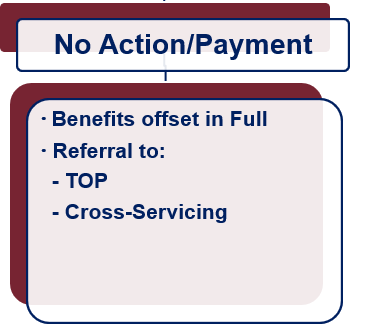 No Action/Payment
· Benefits offset in Full
· Referral to:
- TOP
- Cross-Servicing